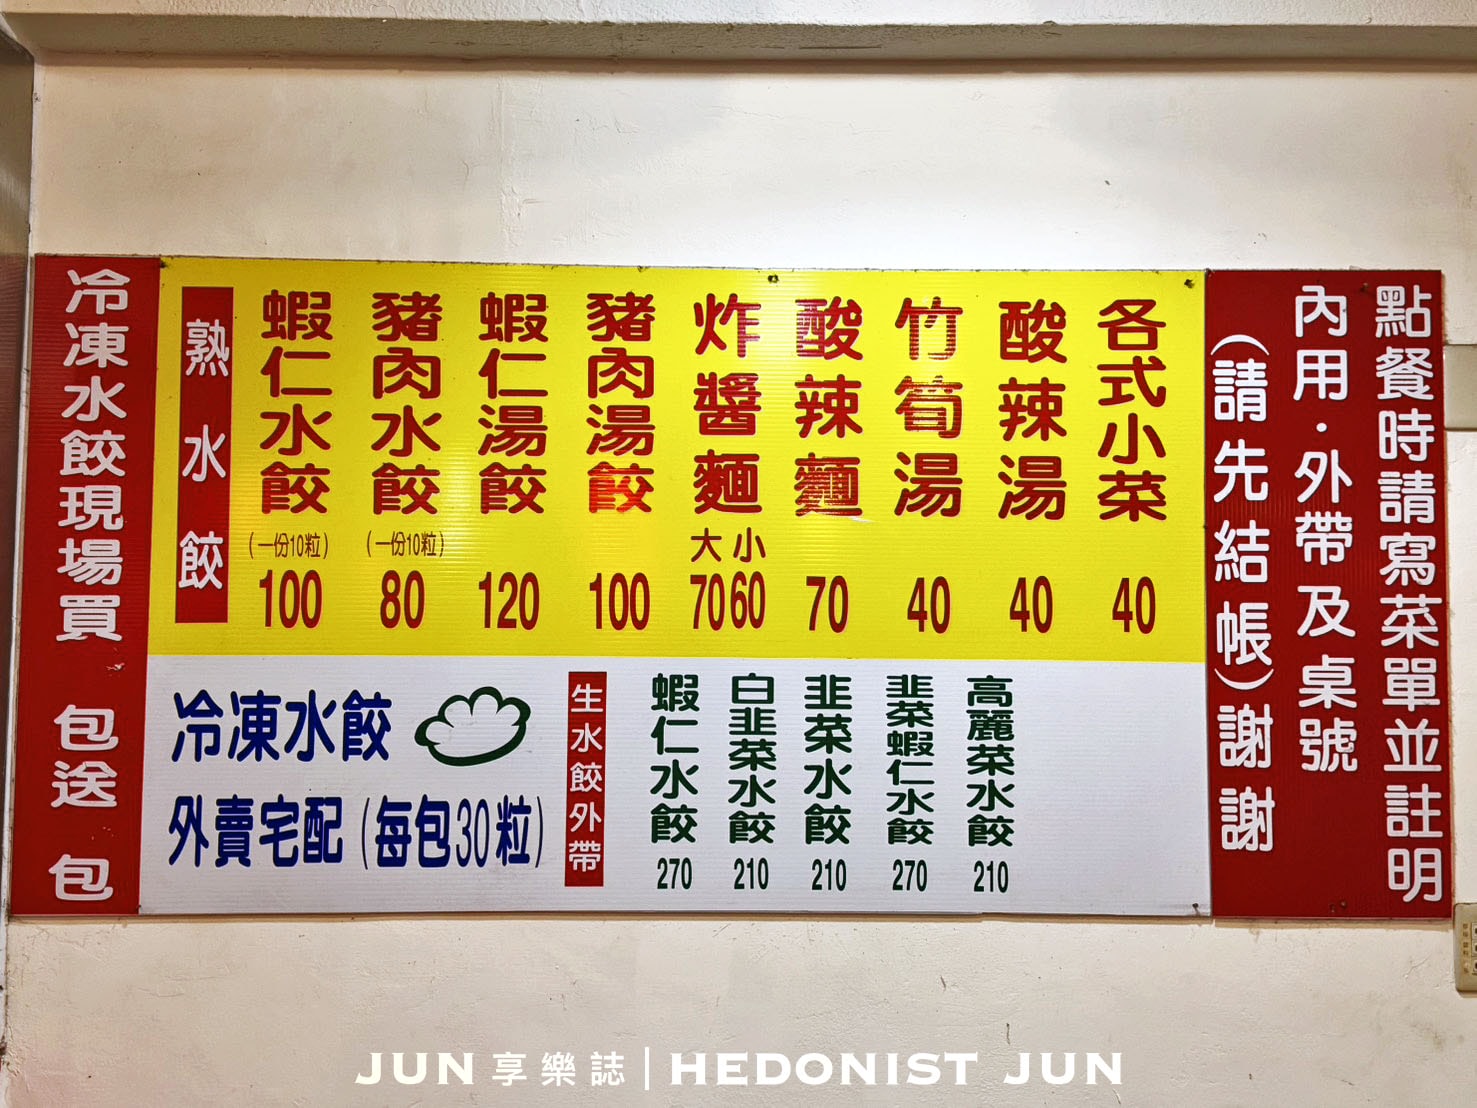 冷凍水餃現場買 包送 包
熟水餃
蝦仁水餃
(一份10粒)
100
豬肉水餃
(一份10粒)
80
蝦仁湯餃
120
豬肉湯餃
100
炸醬麵
大 小
70 60
酸辣麵
70
竹筍湯
40
酸辣湯
40
各式小菜
40
冷凍水餃
外賣宅配(每包30粒)
生水餃外帶
蝦仁水餃
270
白韭菜水餃
210
韭菜水餃
210
韭菜蝦仁水餃
270
高麗菜水餃
210
點餐時請寫菜單並註明
內用·外帶及桌號
(請先結帳)謝謝
JUN 享樂誌 | HEDONIST JUN